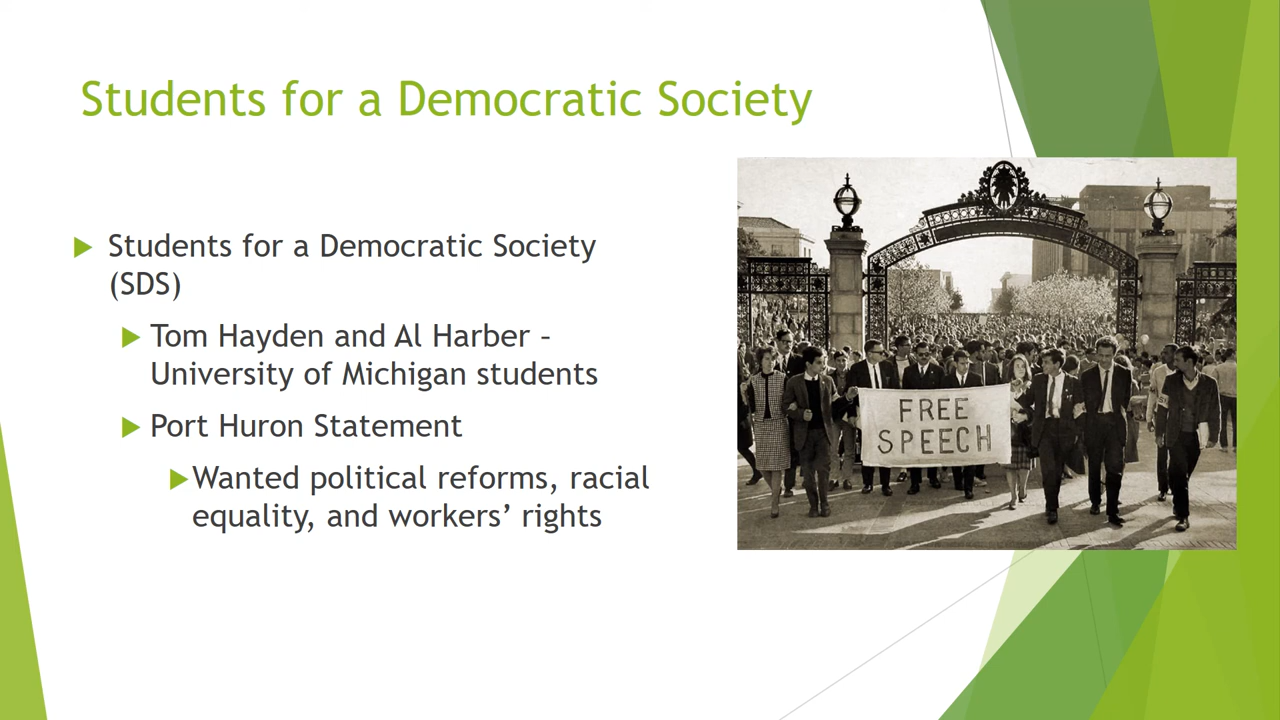 Students for a Democratic Society
Students for a Democratic Society
(SDS)
Tom Hayden and Al Harber –
University of Michigan students
Port Huron Statement
Wanted political reforms, racial
equality, and workers’ rights
FREE
SPEECH